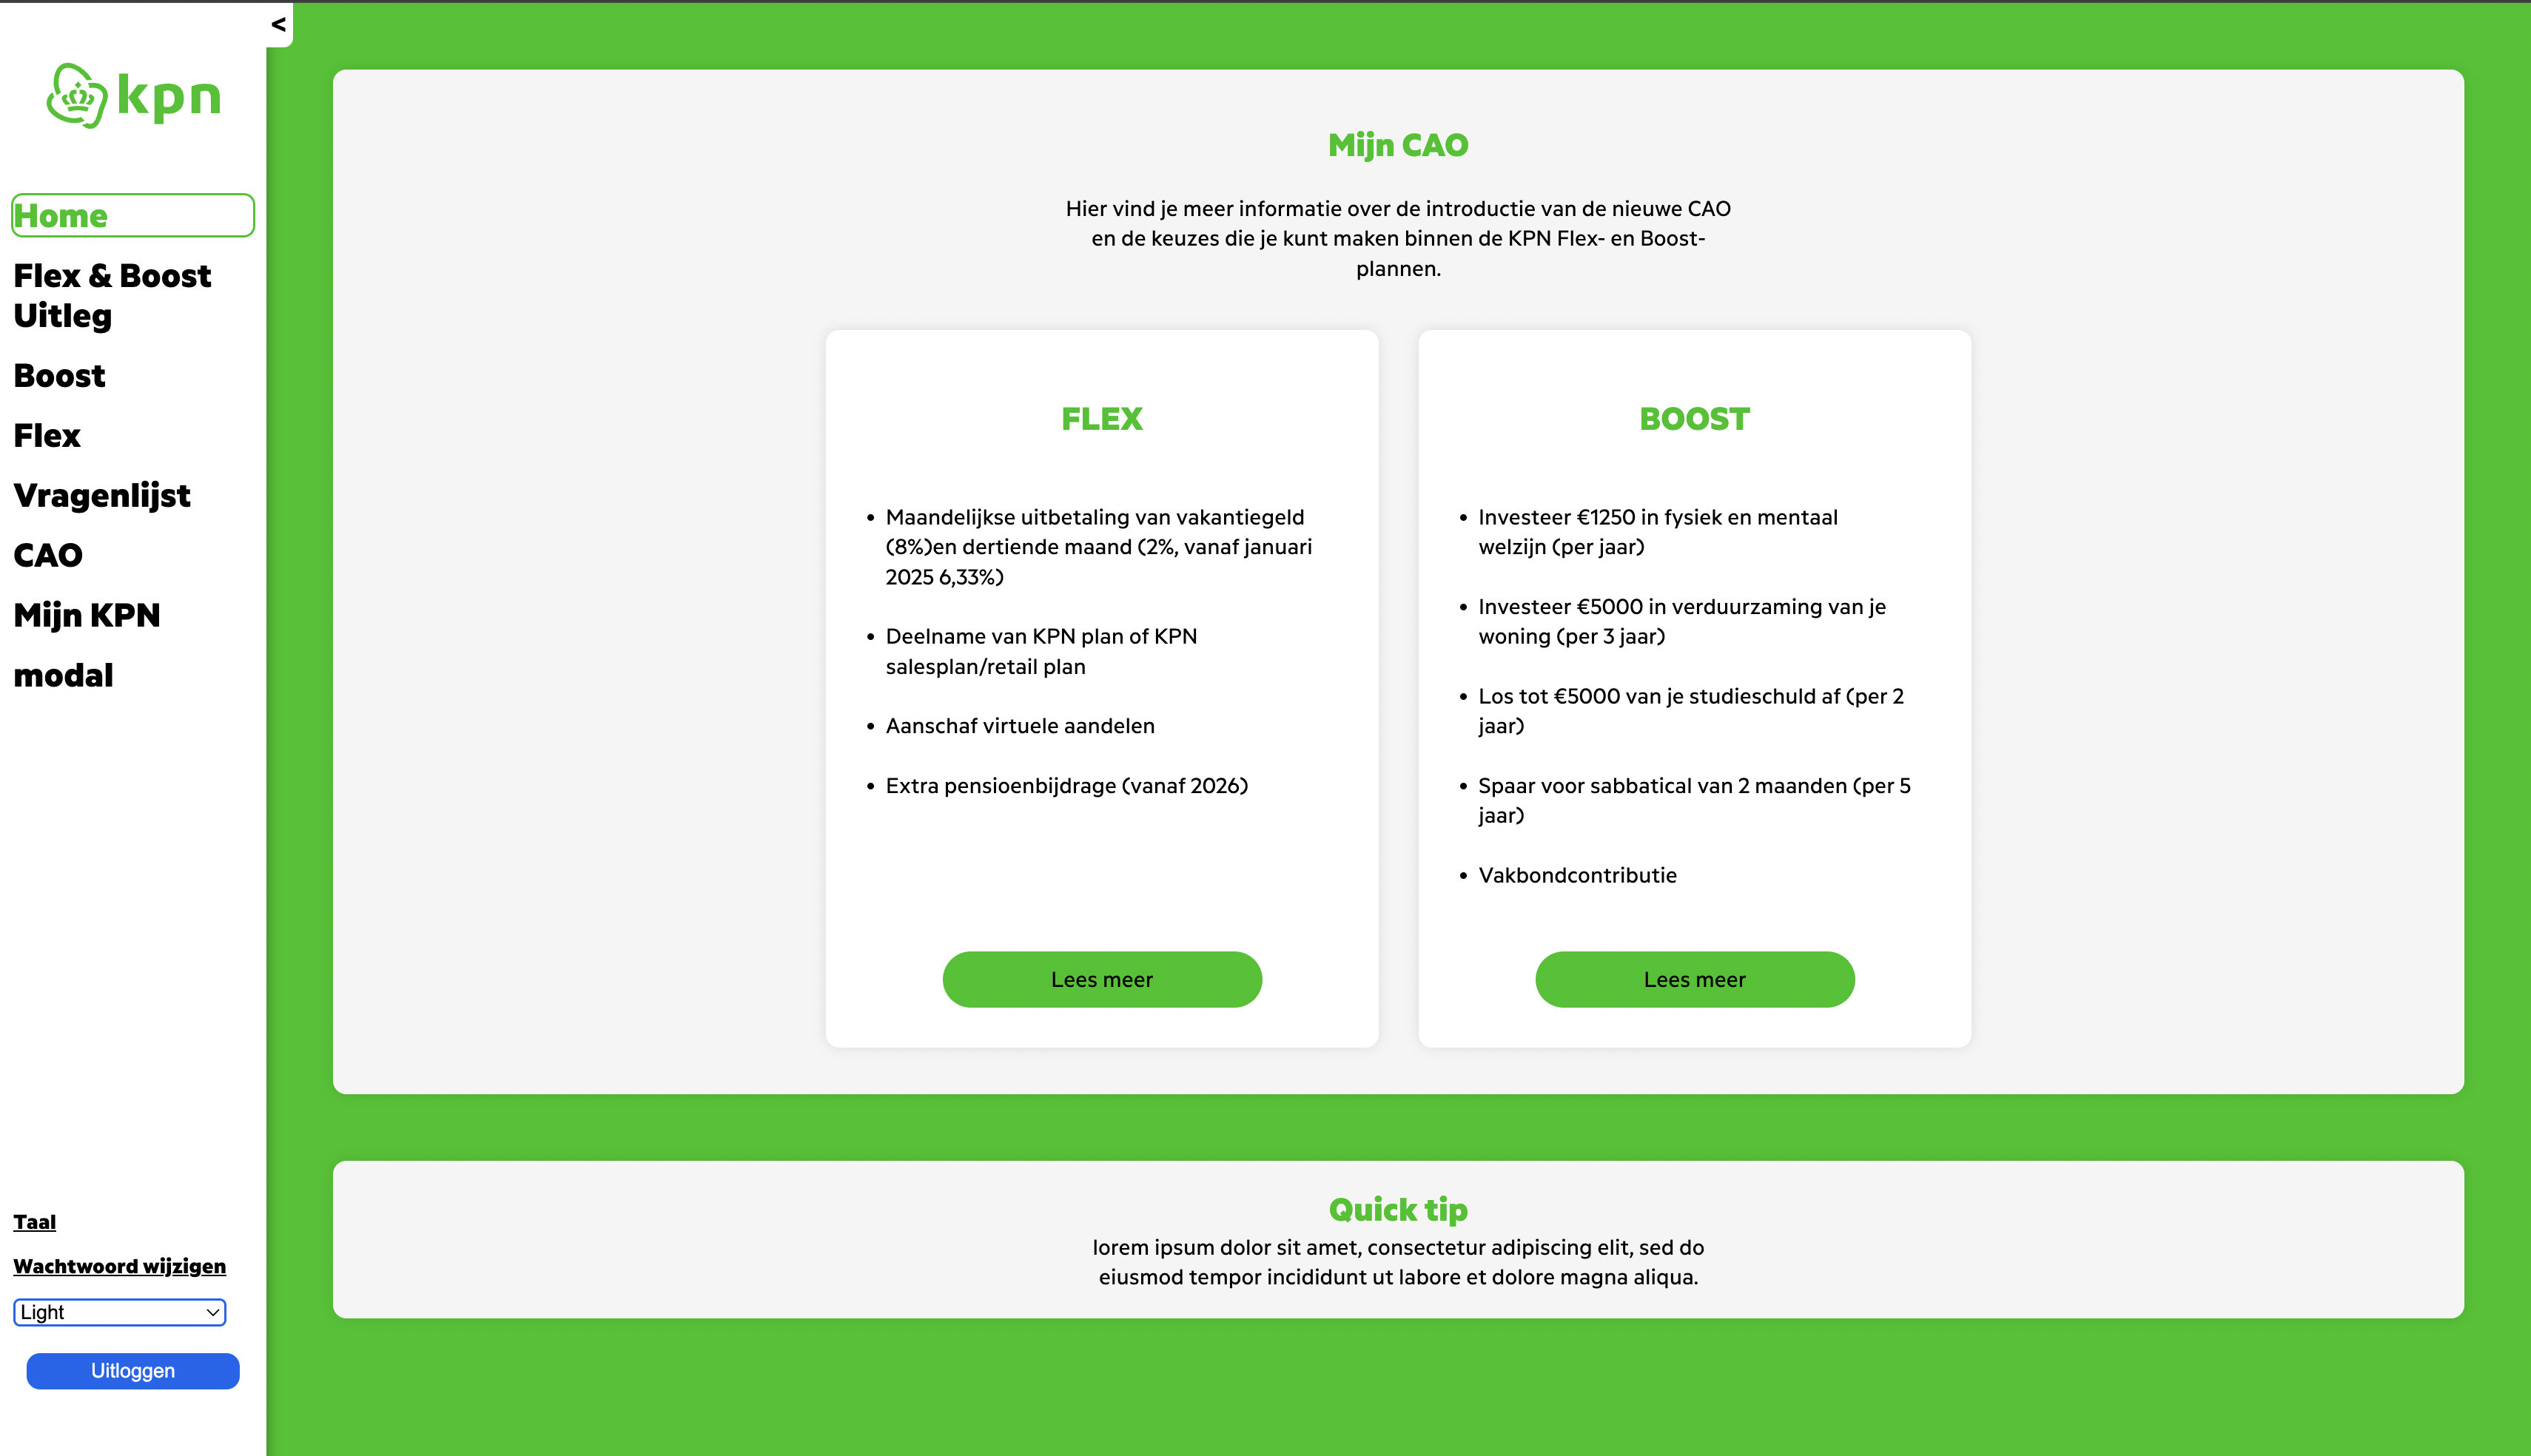 <
kpn
Home
Flex & Boost
Uitleg
Boost
Flex
Vragenlijst
CAO
Mijn KPN
modal
Taal
Wachtwoord wijzigen
Light
Uitloggen
Mijn CAO
Hier vind je meer informatie over de introductie van de nieuwe CAO
en de keuzes die je kunt maken binnen de KPN Flex- en Boost-
plannen.
FLEX
• Maandelijkse uitbetaling van vakantiegeld
(8%)en dertiende maand (2%, vanaf januari
2025 6,33%)
• Deelname van KPN plan of KPN
salesplan/retail plan
• Aanschaf virtuele aandelen
• Extra pensioenbijdrage (vanaf 2026)
Lees meer
BOOST
• Investeer €1250 in fysiek en mentaal
welzijn (per jaar)
• Investeer €5000 in verduurzaming van je
woning (per 3 jaar)
• Los tot €5000 van je studieschuld af (per 2
jaar)
• Spaar voor sabbatical van 2 maanden (per 5
jaar)
• Vakbondcontributie
Lees meer
Quick tip
lorem ipsum dolor sit amet, consectetur adipiscing elit, sed do
eiusmod tempor incididunt ut labore et dolore magna aliqua.